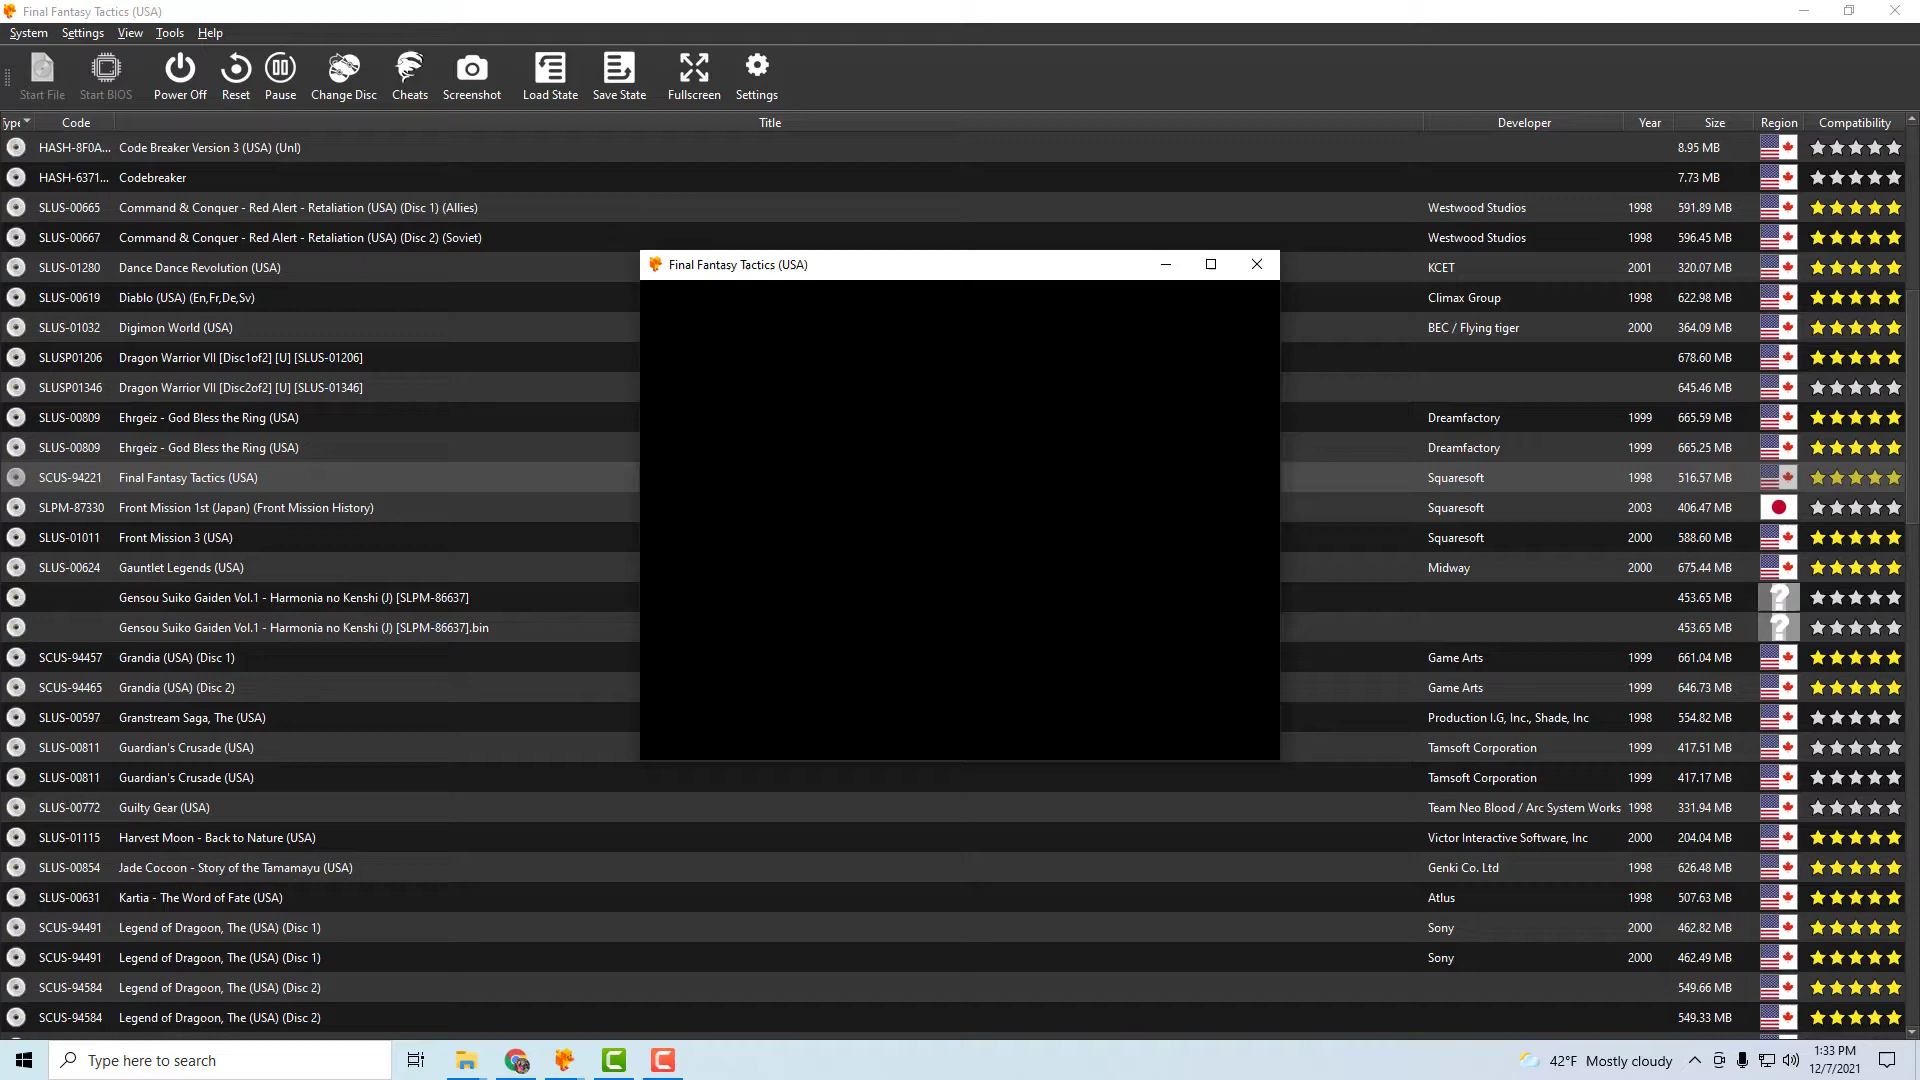 Final Fantasy Tactics (USA)
System Settings View Tools Help
Start File Start BIOS Power Off Reset Pause Change Disc Cheats Screenshot Load State Save State Fullscreen Settings
Type Code Title Developer Year Size Region Compatibility
HASH-8F0A... Code Breaker Version 3 (USA) (Unl) 8.95 MB
HASH-6371... Codebreaker 7.73 MB
SLUS-00665 Command & Conquer - Red Alert - Retaliation (USA) (Disc 1) (Allies) Westwood Studios 1998 591.89 MB
SLUS-00667 Command & Conquer - Red Alert - Retaliation (USA) (Disc 2) (Soviet) Westwood Studios 1998 596.45 MB
Final Fantasy Tactics (USA)
SLUS-01280 Dance Dance Revolution (USA) KCET 2001 320.07 MB
SLUS-00619 Diablo (USA) (En,Fr,De,Sv) Climax Group 1998 622.98 MB
SLUS-01032 Digimon World (USA) BEC / Flying tiger 2000 364.09 MB
SLUSP01206 Dragon Warrior VII [Disc1of2] [U] [SLUS-01206] 678.60 MB
SLUSP01346 Dragon Warrior VII [Disc2of2] [U] [SLUS-01346] 645.46 MB
SLUS-00809 Ehrgeiz - God Bless the Ring (USA) Dreamfactory 1999 665.59 MB
SLUS-00809 Ehrgeiz - God Bless the Ring (USA) Dreamfactory 1999 665.25 MB
SCUS-94221 Final Fantasy Tactics (USA) Squaresoft 1998 516.57 MB
SLPM-87330 Front Mission 1st (Japan) (Front Mission History) Squaresoft 2003 406.47 MB
SLUS-01011 Front Mission 3 (USA) Squaresoft 2000 588.60 MB
SLUS-00624 Gauntlet Legends (USA) Midway 2000 675.44 MB
Gensou Suiko Gaiden Vol.1 - Harmonia no Kenshi (J) [SLPM-86637] 453.65 MB ?
Gensou Suiko Gaiden Vol.1 - Harmonia no Kenshi (J) [SLPM-86637].bin 453.65 MB ?
SCUS-94457 Grandia (USA) (Disc 1) Game Arts 1999 661.04 MB
SCUS-94465 Grandia (USA) (Disc 2) Game Arts 1999 646.73 MB
SLUS-00597 Granstream Saga, The (USA) Production I.G, Inc., Shade, Inc 1998 554.82 MB
SLUS-00811 Guardian's Crusade (USA) Tamsoft Corporation 1999 417.51 MB
SLUS-00811 Guardian's Crusade (USA) Tamsoft Corporation 1999 417.17 MB
SLUS-00772 Guilty Gear (USA) Team Neo Blood / Arc System Works 1998 331.94 MB
SLUS-01115 Harvest Moon - Back to Nature (USA) Victor Interactive Software, Inc 2000 204.04 MB
SLUS-00854 Jade Cocoon - Story of the Tamamayu (USA) Genki Co. Ltd 1998 626.48 MB
SLUS-00631 Kartia - The Word of Fate (USA) Atlus 1998 507.63 MB
SCUS-94491 Legend of Dragoon, The (USA) (Disc 1) Sony 2000 462.82 MB
SCUS-94491 Legend of Dragoon, The (USA) (Disc 1) Sony 2000 462.49 MB
SCUS-94584 Legend of Dragoon, The (USA) (Disc 2) 549.66 MB
SCUS-94584 Legend of Dragoon, The (USA) (Disc 2) 549.33 MB
Type here to search 42°F Mostly cloudy 1:33 PM
12/7/2021